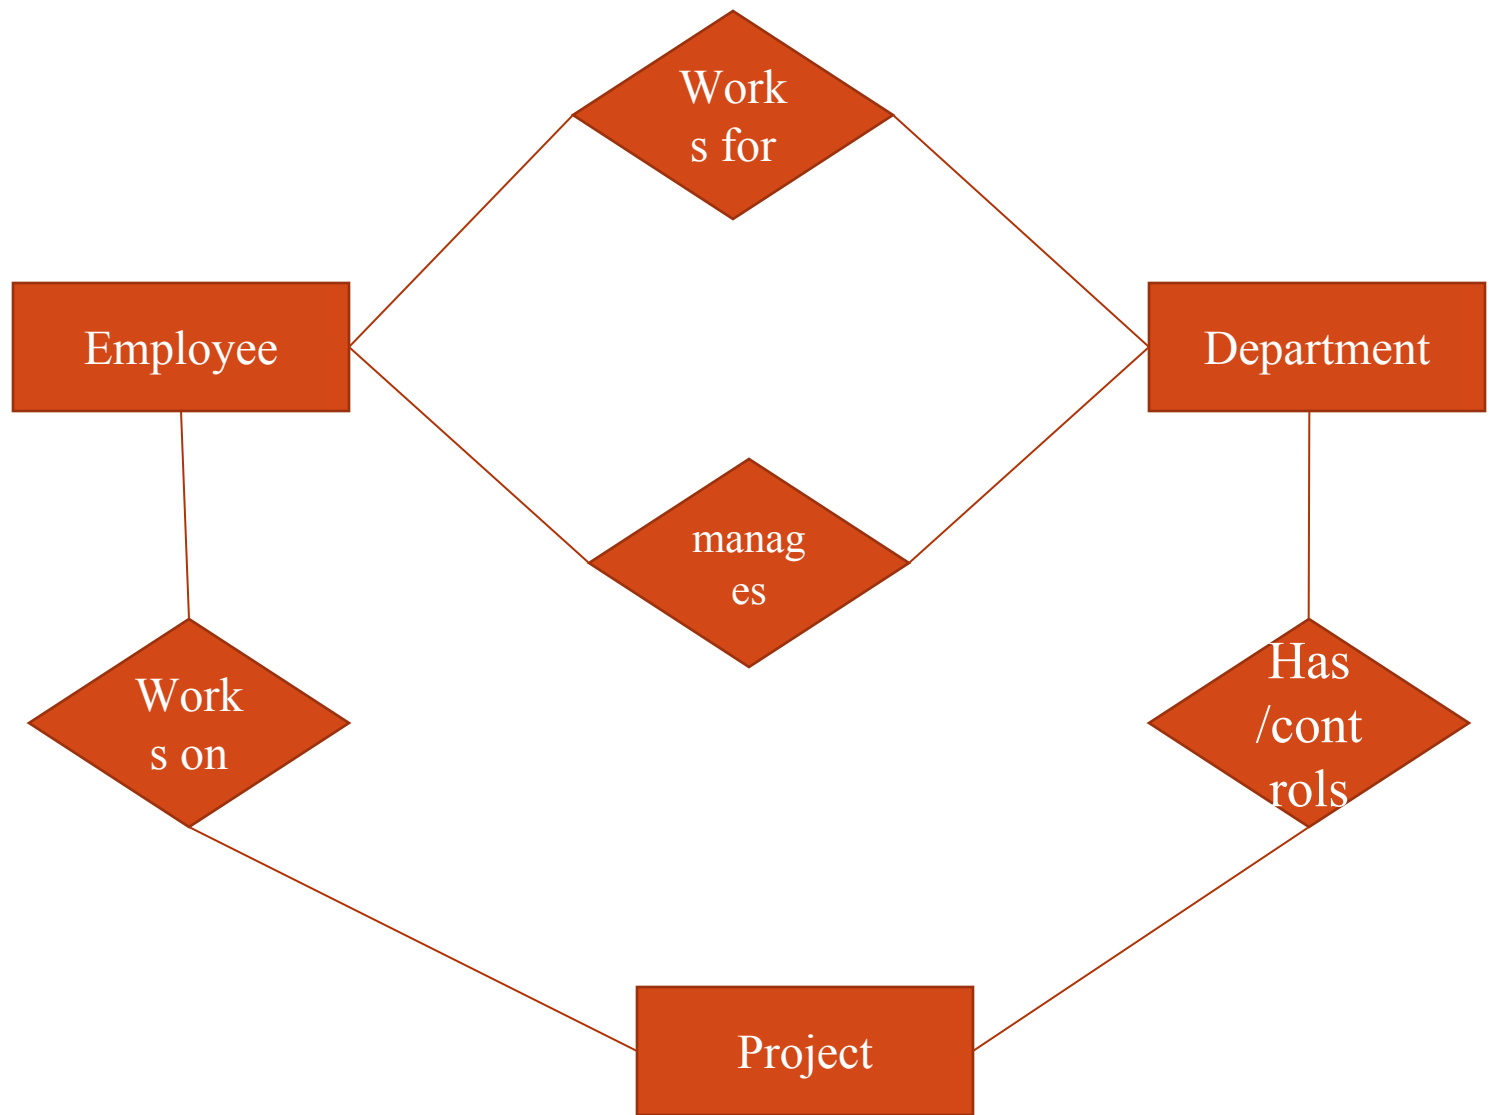 Work
s for
Employee
Department
manag
es
Work
s on
Has
/cont
rols
Project